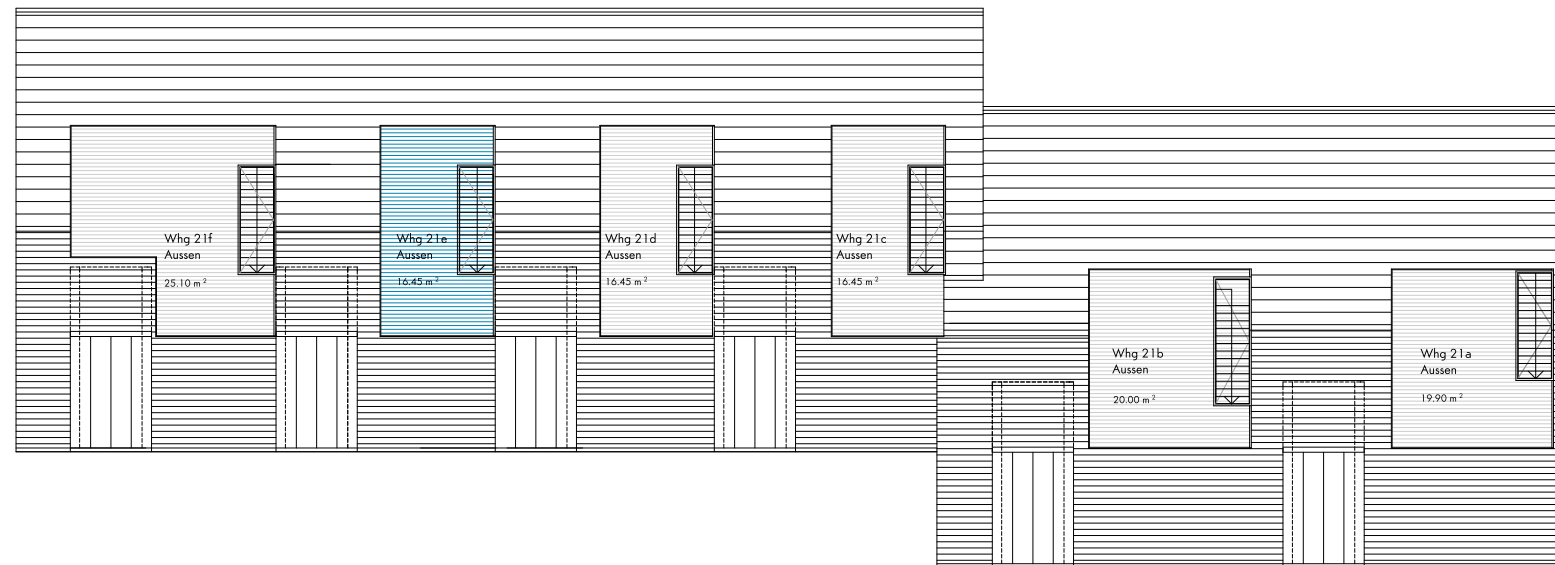 Whg 21f
Aussen
25.10 m²
Whg 21e
Aussen
16.45 m²
Whg 21d
Aussen
16.45 m²
Whg 21c
Aussen
16.45 m²
Whg 21b
Aussen
20.00 m²
Whg 21a
Aussen
19.90 m²